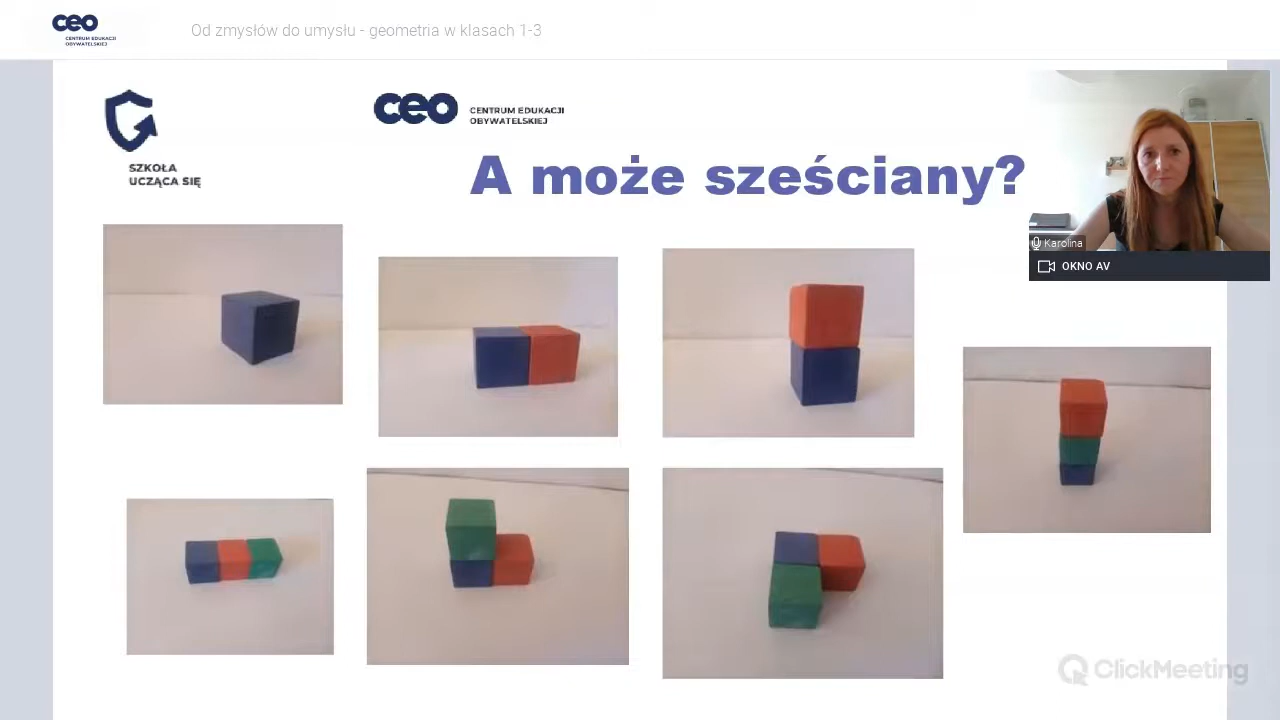 ceo
CENTRUM EDUKACJI
OBYWATELSKIEJ
Od zmysłów do umysłu - geometria w klasach 1-3
SZKOŁA
UCZĄCA SIĘ
ceo
CENTRUM EDUKACJI
OBYWATELSKIEJ
A może sześciany?
Karolina
OKNO AV
ClickMeeting